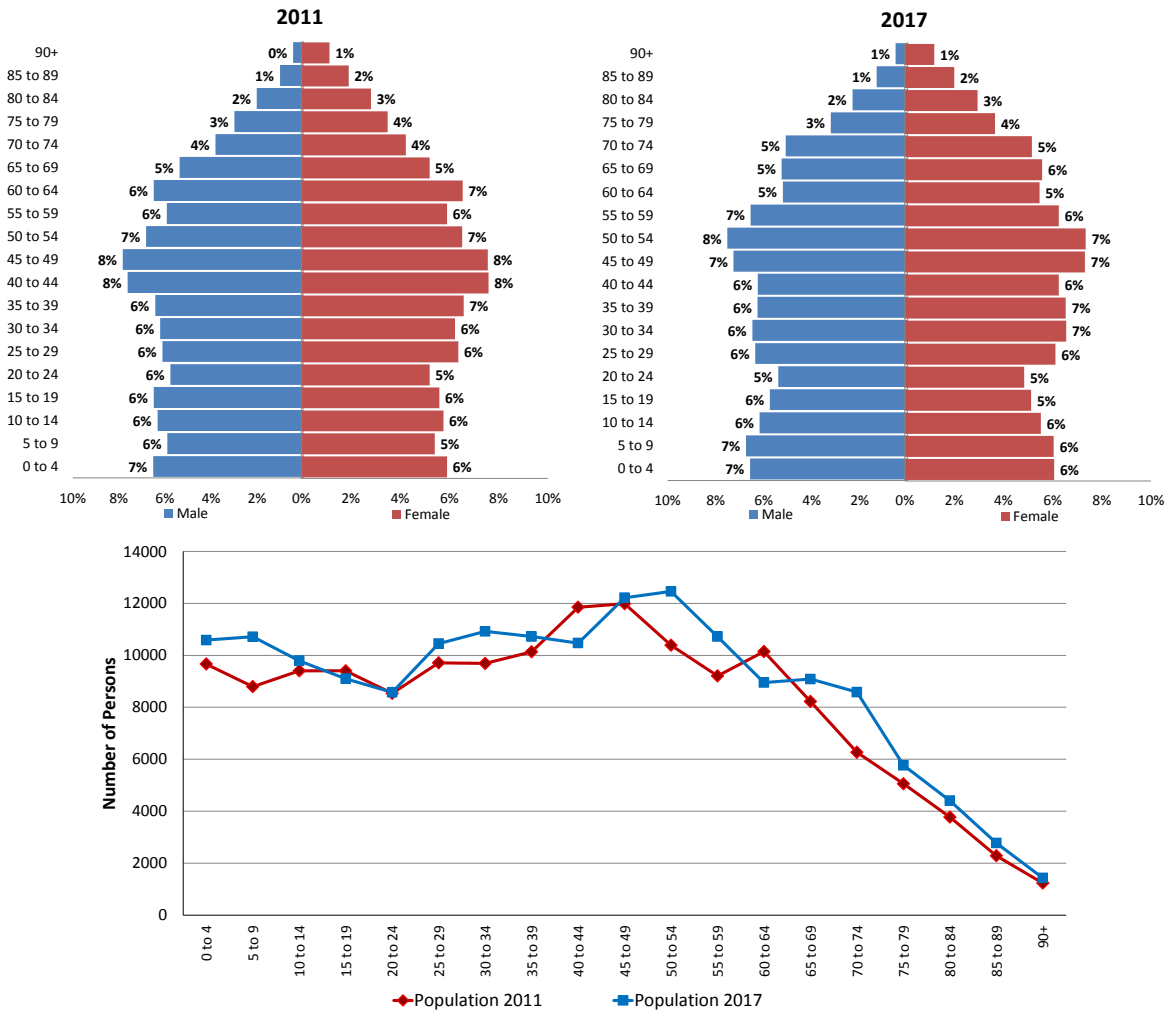 2011
90+ 0% 1%
85 to 89 1% 2%
80 to 84 2% 3%
75 to 79 3% 4%
70 to 74 4% 4%
65 to 69 5% 5%
60 to 64 6% 7%
55 to 59 6% 6%
50 to 54 7% 7%
45 to 49 8% 8%
40 to 44 8% 8%
35 to 39 6% 7%
30 to 34 6% 6%
25 to 29 6% 6%
20 to 24 6% 5%
15 to 19 6% 6%
10 to 14 6% 6%
5 to 9 6% 5%
0 to 4 7% 6%
10% 8% 6% 4% 2% 0% 2% 4% 6% 8% 10%
Male Female
2017
90+ 1% 1%
85 to 89 1% 2%
80 to 84 2% 3%
75 to 79 3% 4%
70 to 74 5% 5%
65 to 69 5% 6%
60 to 64 5% 5%
55 to 59 7% 6%
50 to 54 8% 7%
45 to 49 7% 7%
40 to 44 6% 6%
35 to 39 6% 7%
30 to 34 6% 7%
25 to 29 6% 6%
20 to 24 5% 5%
15 to 19 6% 5%
10 to 14 6% 6%
5 to 9 7% 6%
0 to 4 7% 6%
10% 8% 6% 4% 2% 0% 2% 4% 6% 8% 10%
Male Female
Number of Persons
14000
12000
10000
8000
6000
4000
2000
0
0 to 4
5 to 9
10 to 14
15 to 19
20 to 24
25 to 29
30 to 34
35 to 39
40 to 44
45 to 49
50 to 54
55 to 59
60 to 64
65 to 69
70 to 74
75 to 79
80 to 84
85 to 89
90+
Population 2011 Population 2017